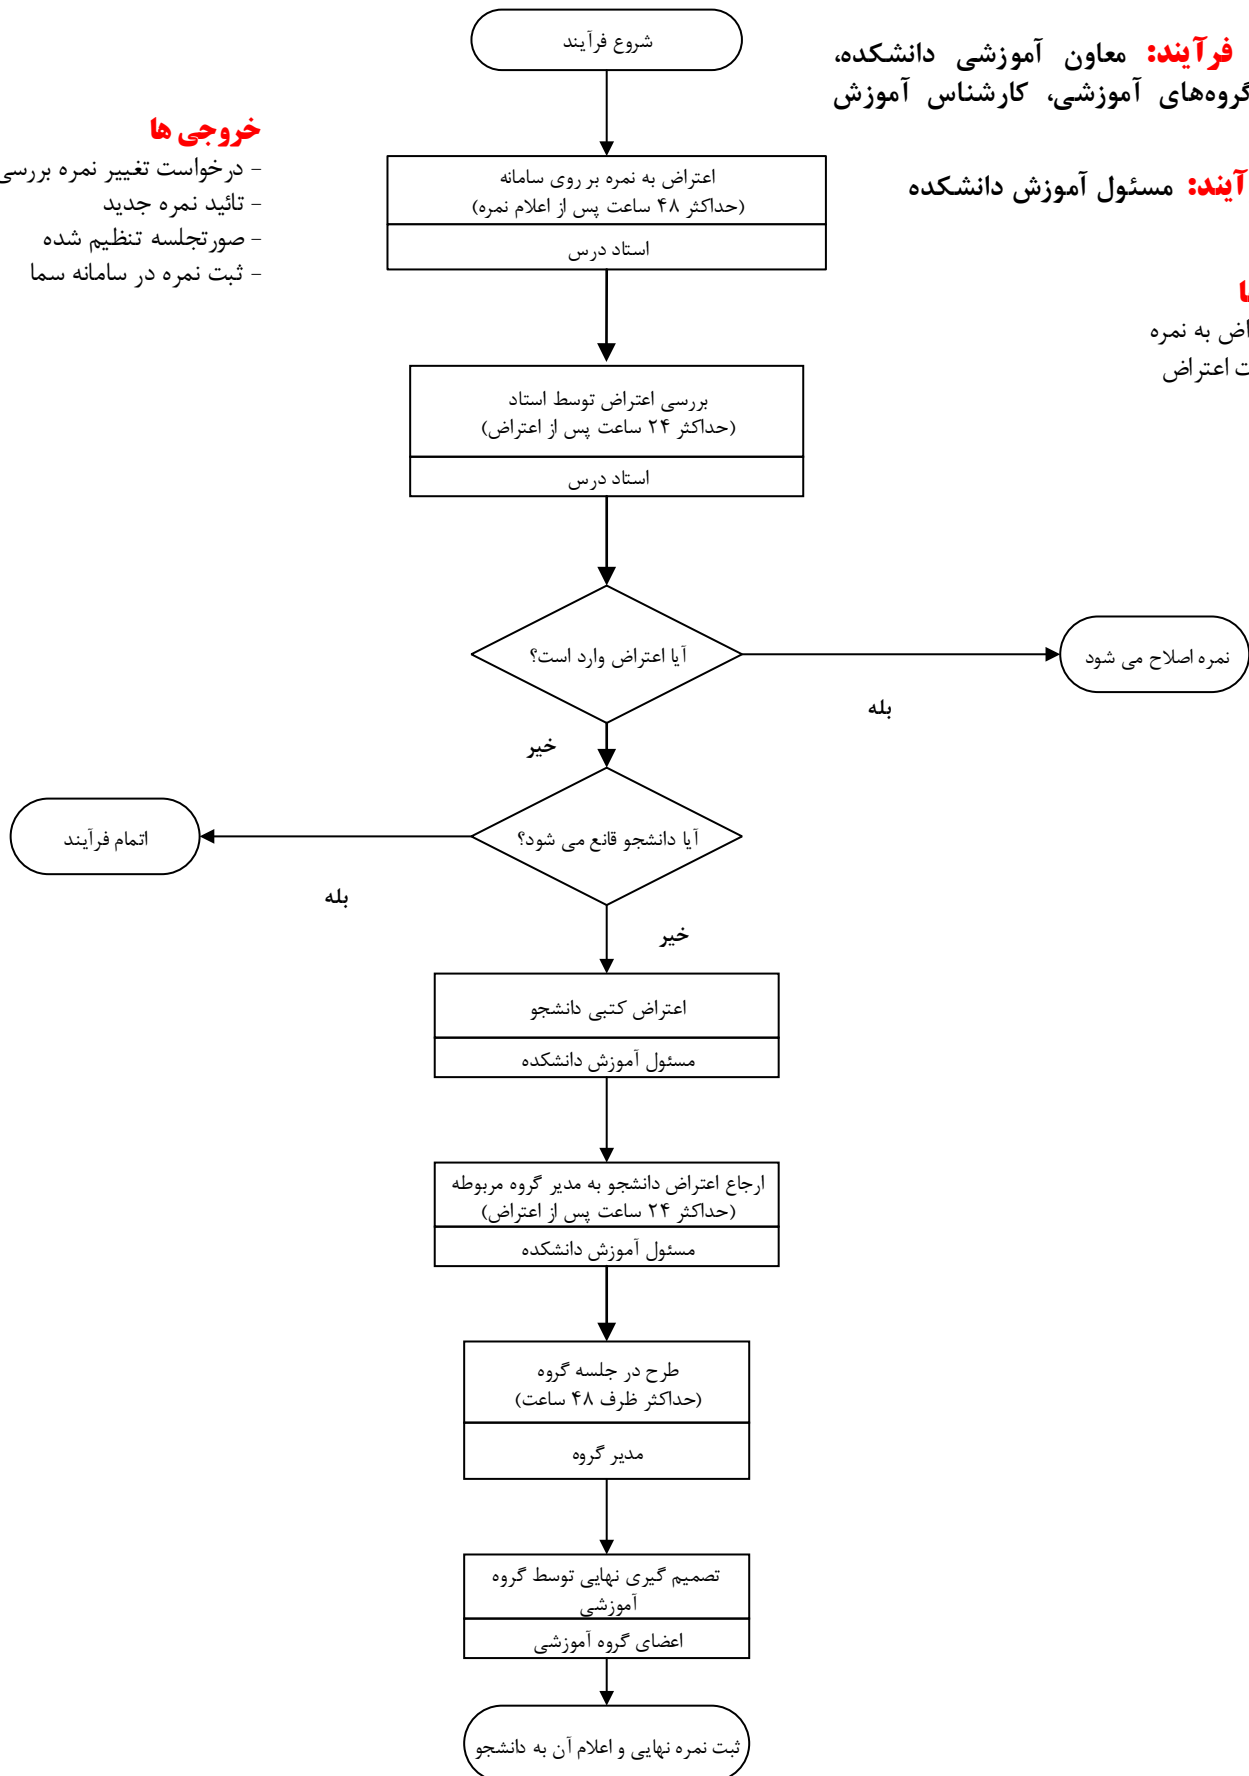 شروع فرآیند
فرآیند: معاون آموزشی دانشکده،
گروه‌های آموزشی، کارشناس آموزش
خروجی ها
- درخواست تغییر نمره بررسی
- تائید نمره جدید
- صورتجلسه تنظیم شده
- ثبت نمره در سامانه سما
اعتراض به نمره بر روی سامانه
(حداکثر ۴۸ ساعت پس از اعلام نمره)
استاد درس
آیند: مسئول آموزش دانشکده
اض به نمره
ت اعتراض
بررسی اعتراض توسط استاد
(حداکثر ۲۴ ساعت پس از اعتراض)
استاد درس
آیا اعتراض وارد است؟
بله
نمره اصلاح می شود
خیر
آیا دانشجو قانع می شود؟
بله
اتمام فرآیند
خیر
اعتراض کتبی دانشجو
مسئول آموزش دانشکده
ارجاع اعتراض دانشجو به مدیر گروه مربوطه
(حداکثر ۲۴ ساعت پس از اعتراض)
مسئول آموزش دانشکده
طرح در جلسه گروه
(حداکثر ظرف ۴۸ ساعت)
مدیر گروه
تصمیم گیری نهایی توسط گروه
آموزشی
اعضای گروه آموزشی
ثبت نمره نهایی و اعلام آن به دانشجو